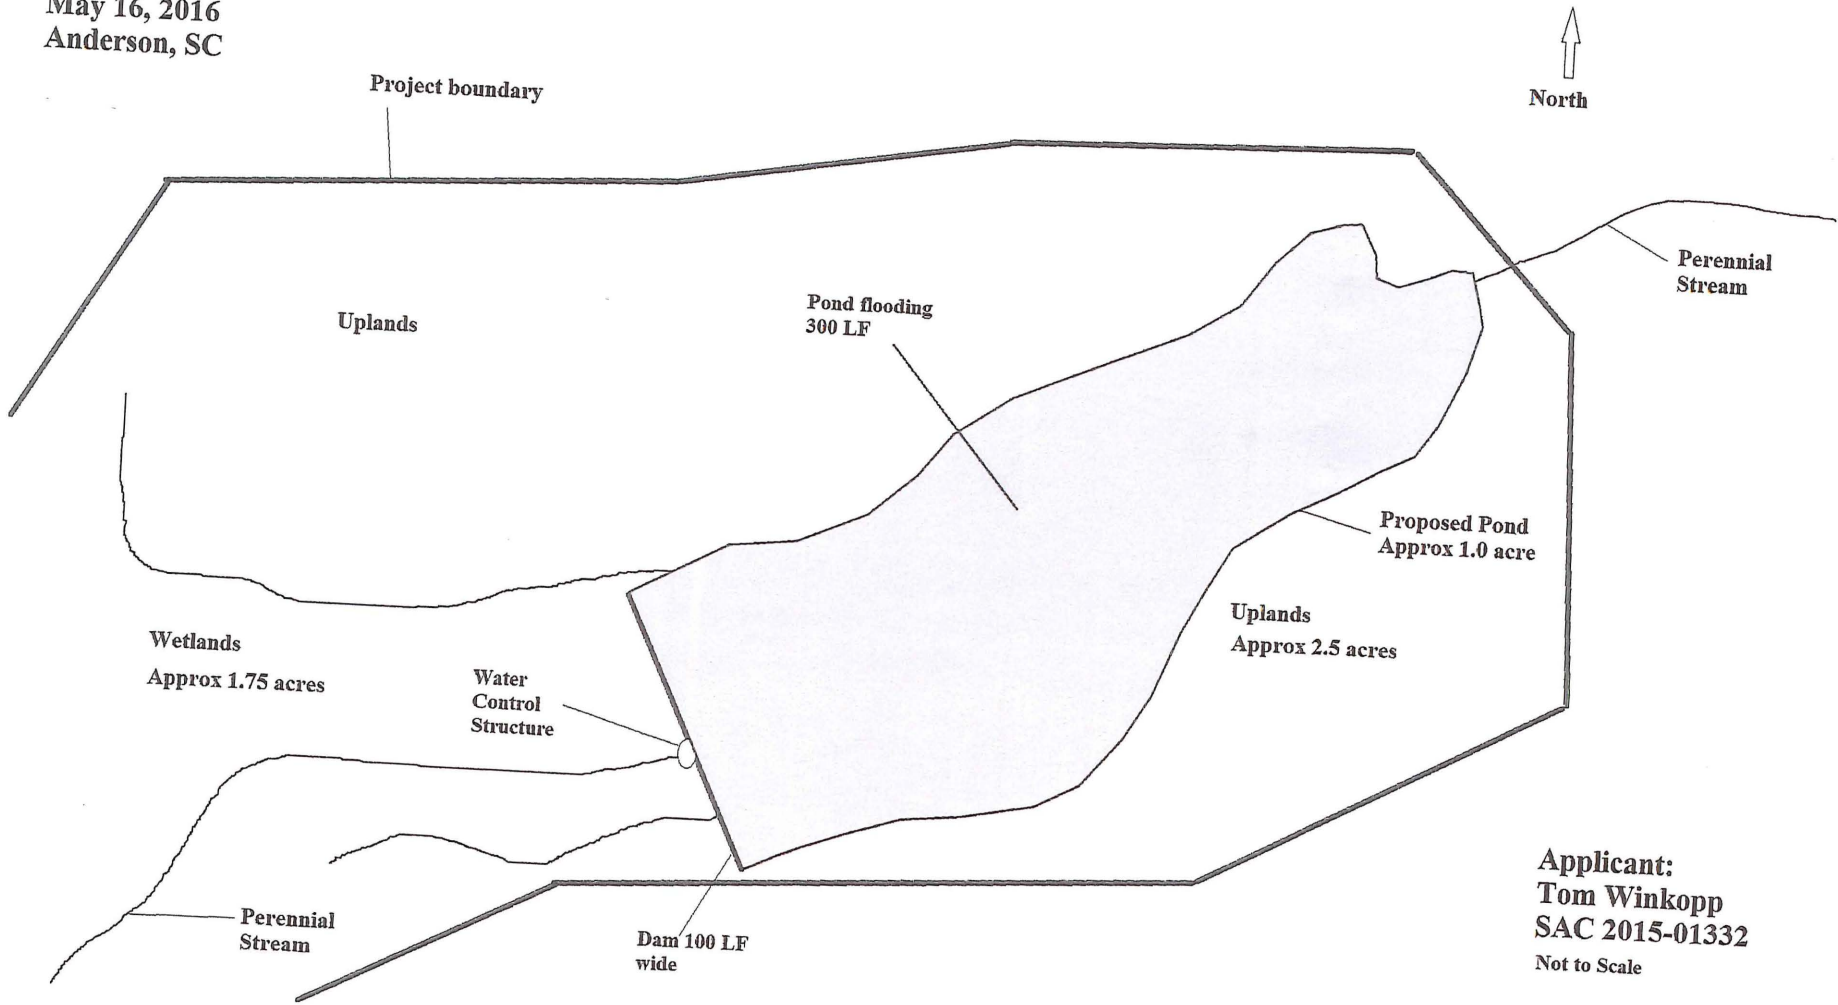 May 16, 2016
Anderson, SC
North
Project boundary
Perennial
Stream
Uplands
Pond flooding
300 LF
Proposed Pond
Approx 1.0 acre
Uplands
Approx 2.5 acres
Wetlands
Approx 1.75 acres
Water
Control
Structure
Perennial
Stream
Dam 100 LF
wide
Applicant:
Tom Winkopp
SAC 2015-01332
Not to Scale